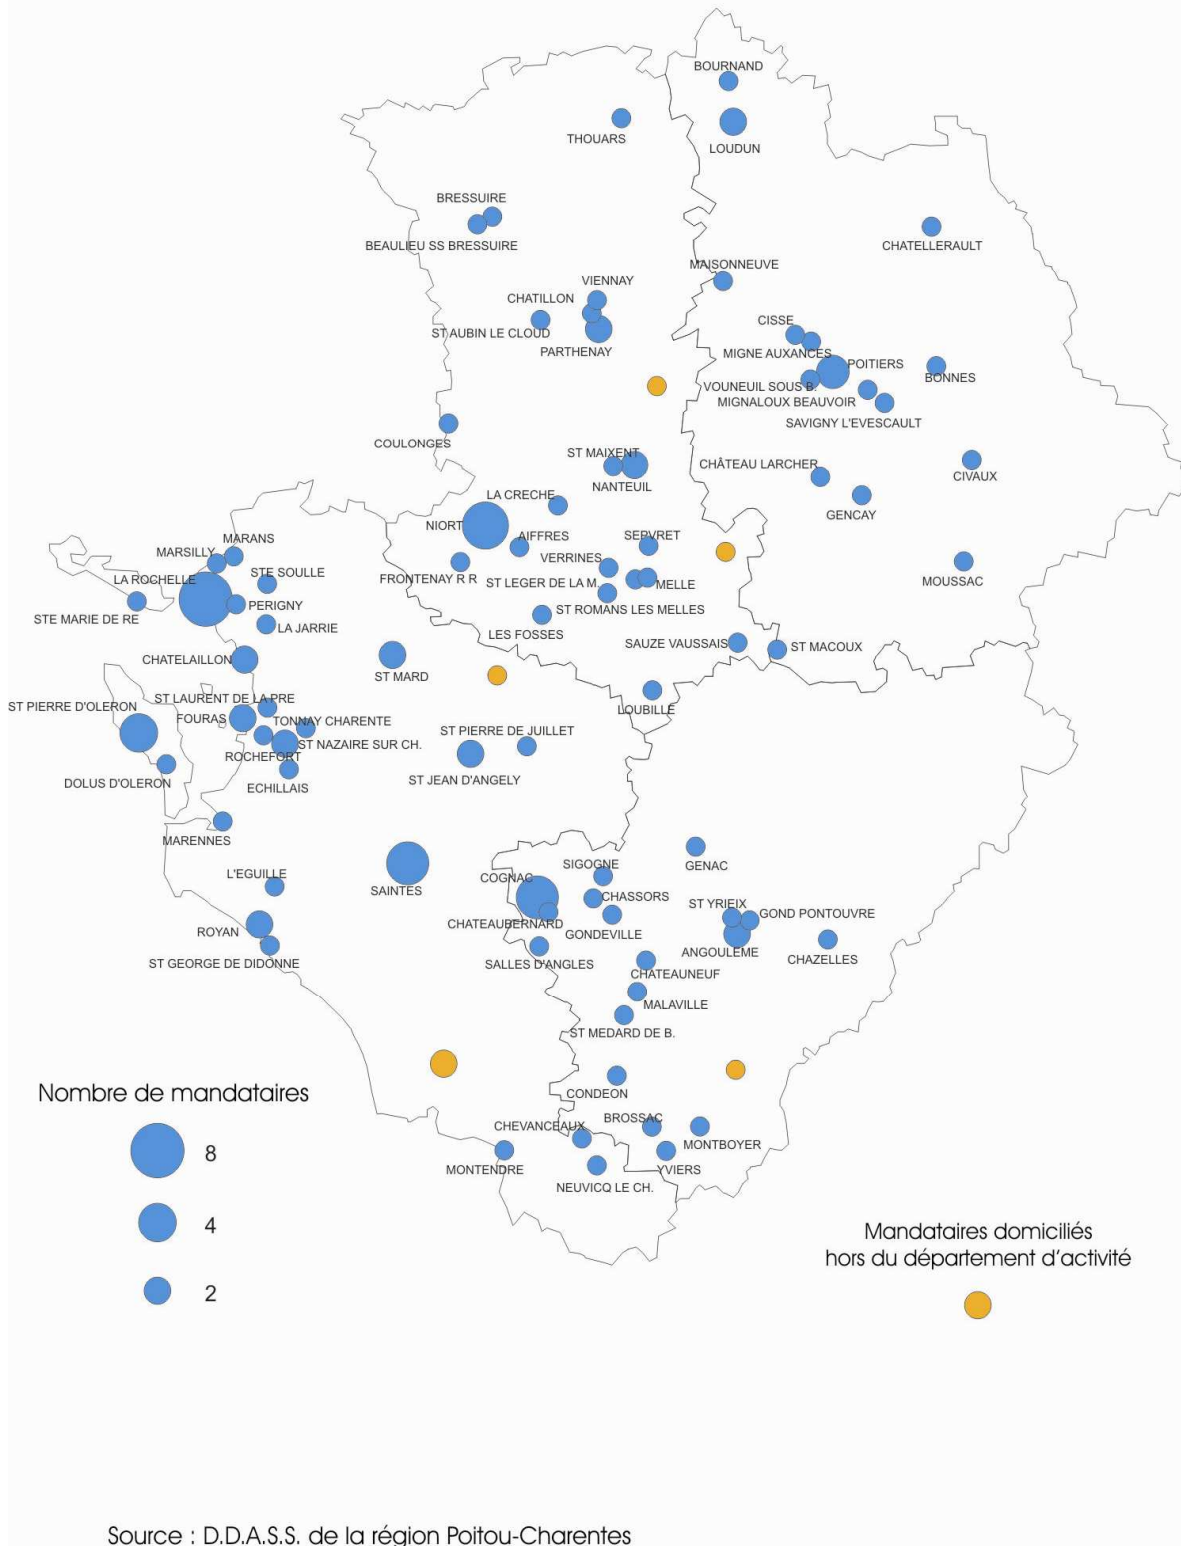 BOURNAND
THOUARS
LOUDUN
BRESSUIRE
CHATELLERAULT
BEAULIEU SS BRESSUIRE
MAISONNEUVE
VIENNAY
CHATILLON
ST AUBIN LE CLOUD
CISSE
PARTHENAY
MIGNE AUXANCES
POITIERS
BONNES
VOUNEUIL SOUS B.
MIGNALOUX BEAUVOIR
SAVIGNY L'EVESCAULT
COULONGES
ST MAIXENT
CHÂTEAU LARCHER
CIVAUX
NANTEUIL
LA CRECHE
GENCAY
NIORT
MARANS
AIFFRES
SEPVRET
MARSILLY
VERRINES
STE SOULLE
FRONTENAY R R
LA ROCHELLE
ST LEGER DE LA M.
MELLE
MOUSSAC
PERIGNY
ST ROMANS LES MELLES
STE MARIE DE RE
LA JARRIE
LES FOSSES
SAUZE VAUSSAIS
ST MACOUX
CHATELAILLON
ST MARD
ST LAURENT DE LA PRE
ST PIERRE D'OLERON
LOUBILLE
FOURAS
TONNAY CHARENTE
ST PIERRE DE JUILLET
ST NAZAIRE SUR CH.
ROCHEFORT
ST JEAN D'ANGELY
DOLUS D'OLERON
ECHILLAIS
MARENNES
SIGOGNE
GENAC
L'EGUILLE
COGNAC
SAINTES
CHASSORS
ST YRIEIX
GOND PONTOUVRE
CHATEAUBERNARD
GONDEVILLE
ROYAN
ANGOULEME
CHAZELLES
ST GEORGE DE DIDONNE
SALLES D'ANGLES
CHATEAUNEUF
MALAVILLE
ST MEDARD DE B.
Nombre de mandataires
CONDEON
BROSSAC
CHEVANCEAUX
MONTBOYER
8
MONTENDRE
YVIERS
NEUVICQ LE CH.
4
Mandataires domiciliés
hors du département d'activité
2
Source : D.D.A.S.S. de la région Poitou-Charentes